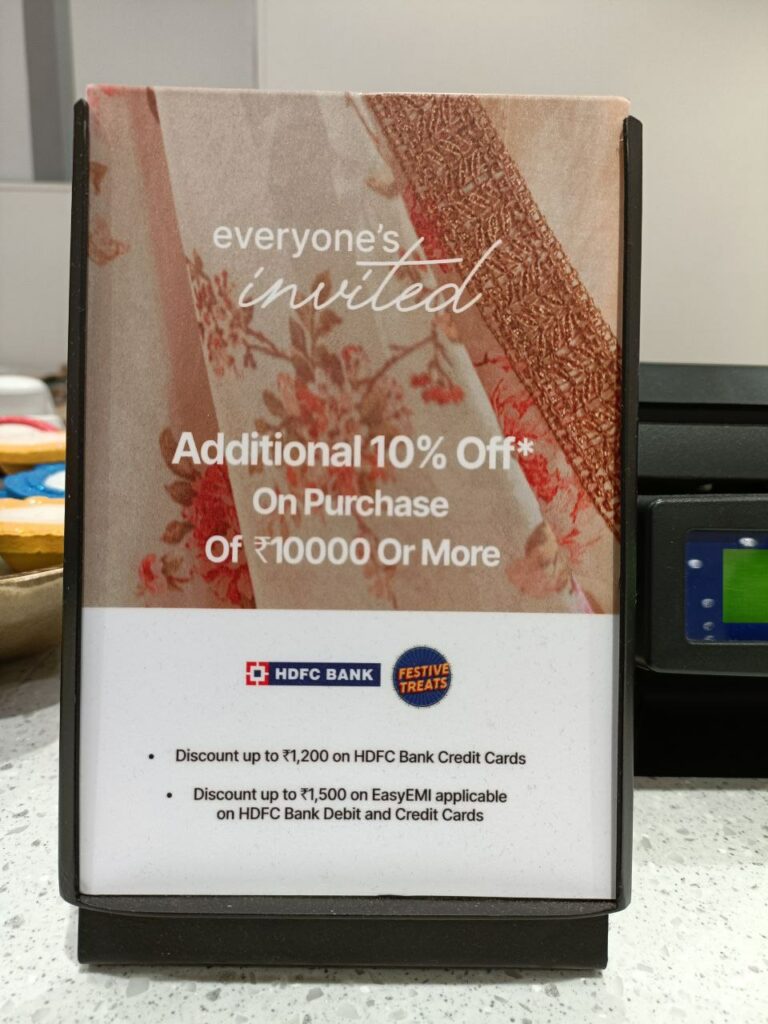 everyone's
invited
Additional 10% Off*
On Purchase
Of ₹10000 Or More
HDFC BANK
FESTIVE
TREATS
• Discount up to ₹1,200 on HDFC Bank Credit Cards
• Discount up to ₹1,500 on EasyEMI applicable
on HDFC Bank Debit and Credit Cards